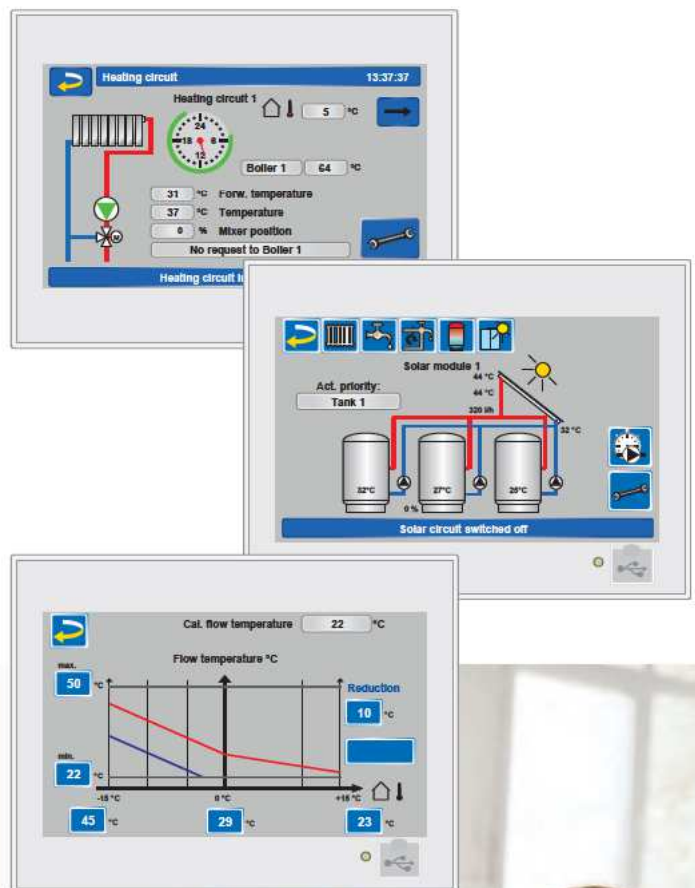 Heating circuit 13:37:37
Heating circuit 1
5 °C
24
18 6
12
Boiler 1 64 °C
31 °C Forw. temperature
37 °C Temperature
0 % Mixer position
M
No request to Boiler 1
Heating circuit
Solar module 1
44 °C
Act. priority:
44 °C
Tank 1
320 l/h
32 °C
32°C 27°C 25°C
0 %
Solar circuit switched off
Cal. flow temperature 22 °C
Flow temperature °C
max.
50 °C
Reduction
10 °C
min.
22 °C
-15 °C 0 °C +15 °C
45 °C 29 °C 23 °C